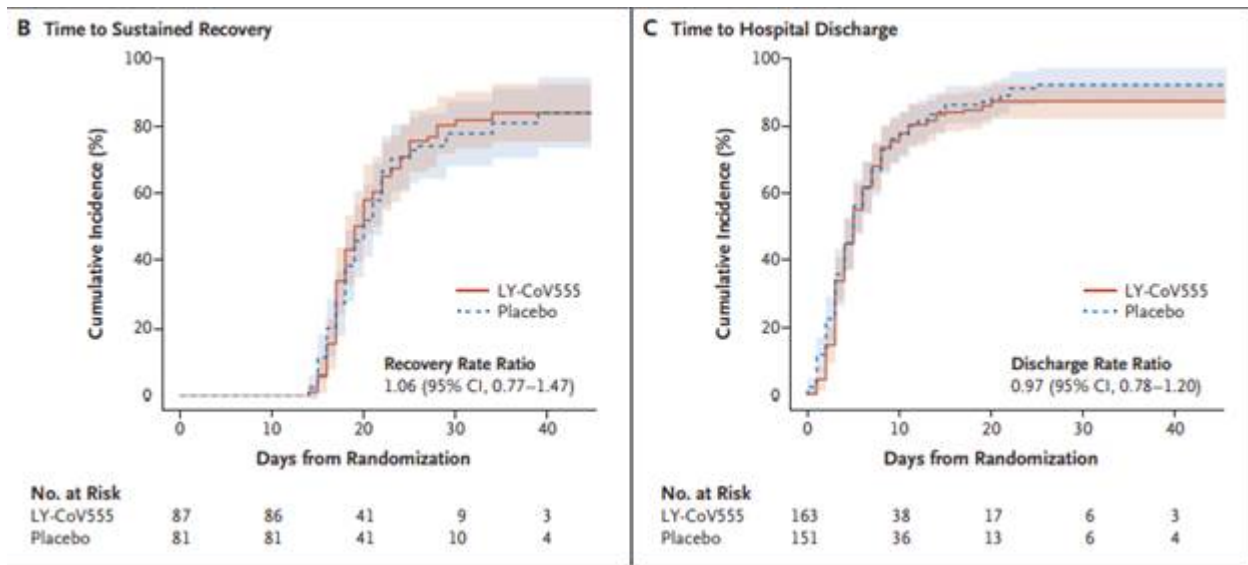 B Time to Sustained Recovery
100
80
60
40
20
0
Cumulative Incidence (%)
LY-CoV555
Placebo
Recovery Rate Ratio
1.06 (95% CI, 0.77–1.47)
0 10 20 30 40
Days from Randomization
No. at Risk
LY-CoV555 87 86 41 9 3
Placebo 81 81 41 10 4
C Time to Hospital Discharge
100
80
60
40
20
0
Cumulative Incidence (%)
LY-CoV555
Placebo
Discharge Rate Ratio
0.97 (95% CI, 0.78–1.20)
0 10 20 30 40
Days from Randomization
No. at Risk
LY-CoV555 163 38 17 6 3
Placebo 151 36 13 6 4